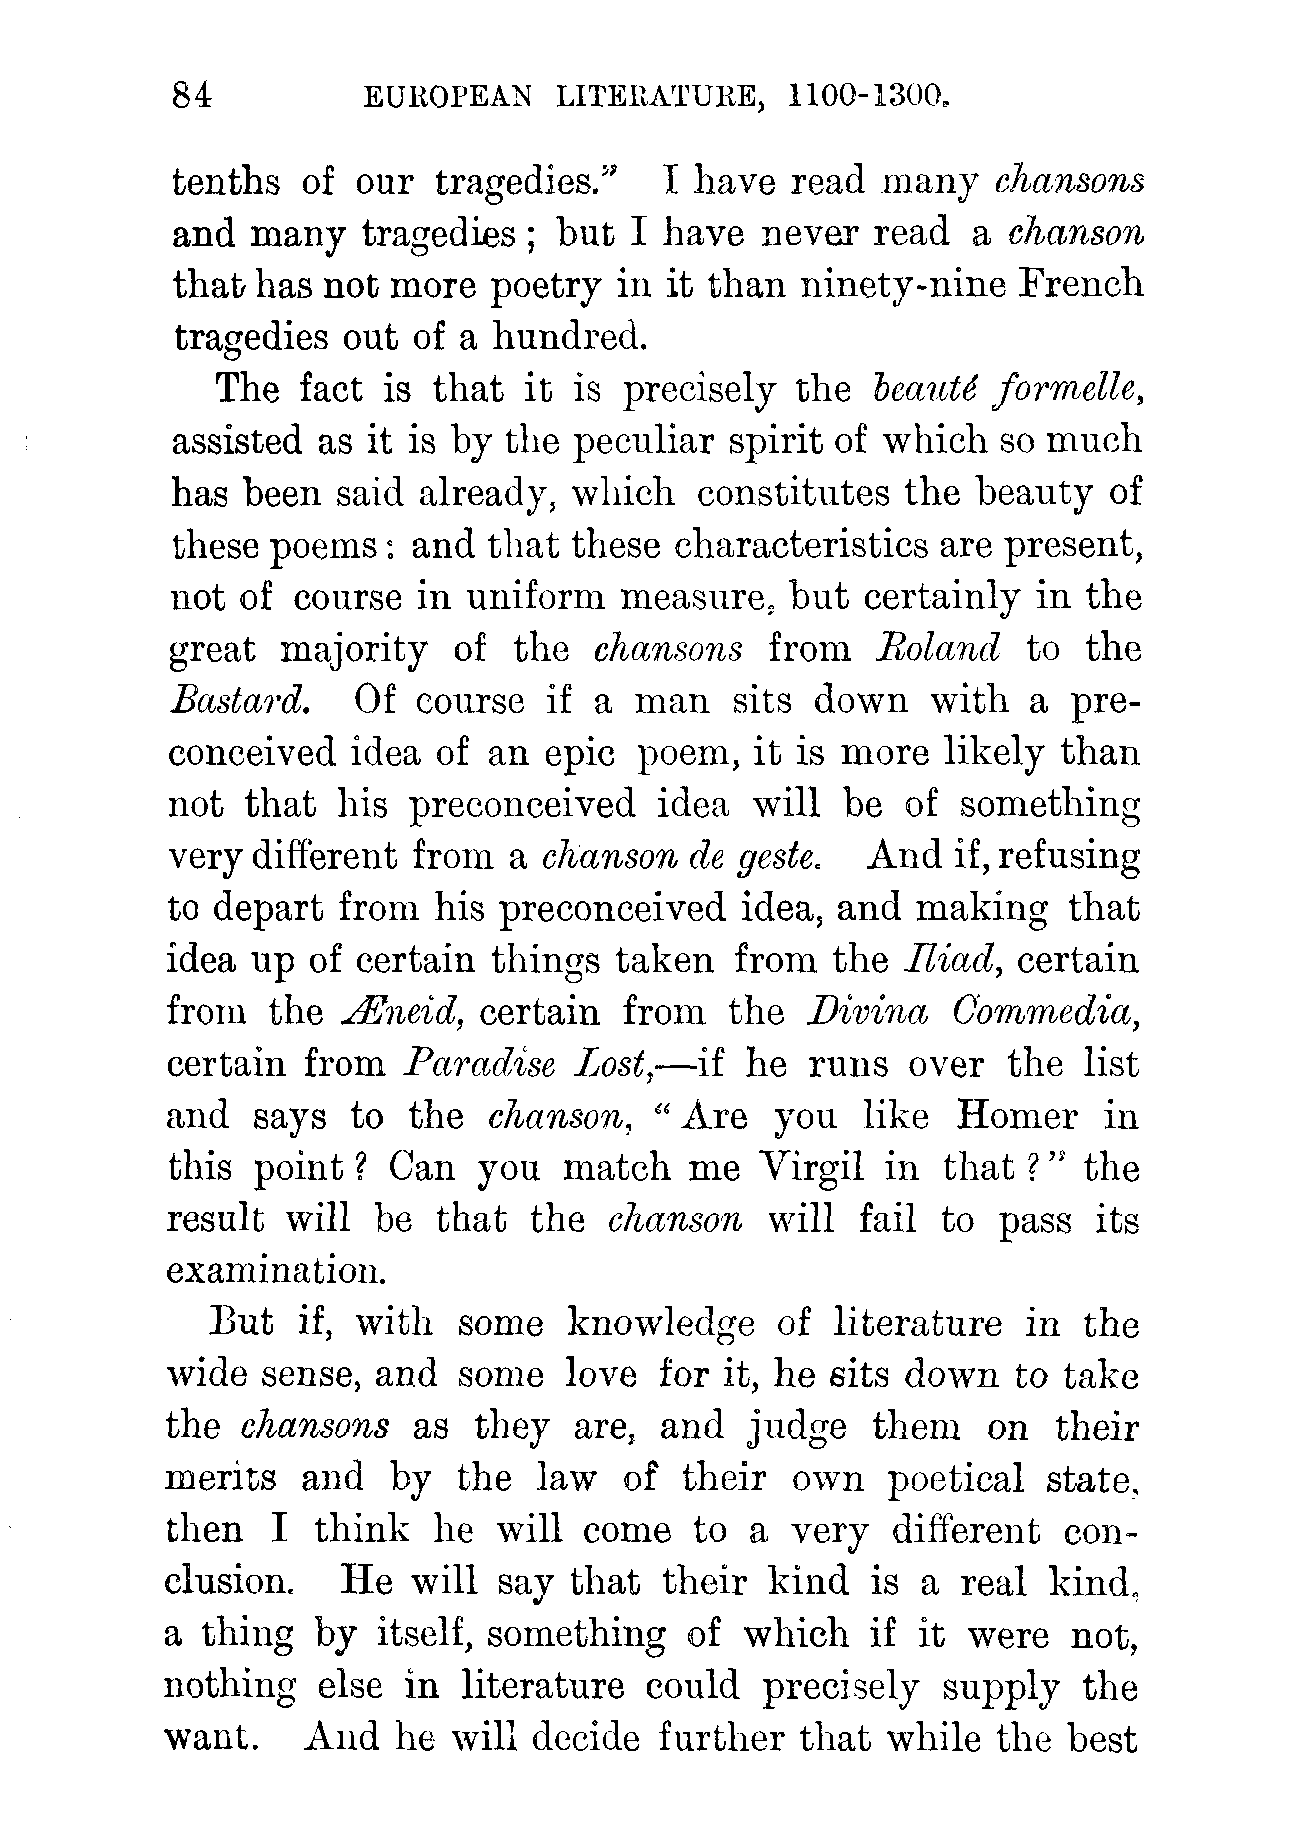 84 EUROPEAN LITERATURE, 1100-1300.
tenths of our tragedies." I have read many chansons
and many tragedies; but I have never read a chanson
that has not more poetry in it than ninety-nine French
tragedies out of a hundred.
The fact is that it is precisely the beauté formelle,
assisted as it is by the peculiar spirit of which so much
has been said already, which constitutes the beauty of
these poems: and that these characteristics are present,
not of course in uniform measure, but certainly in the
great majority of the chansons from Roland to the
Bastard. Of course if a man sits down with a pre-
conceived idea of an epic poem, it is more likely than
not that his preconceived idea will be of something
very different from a chanson de geste. And if, refusing
to depart from his preconceived idea, and making that
idea up of certain things taken from the Iliad, certain
from the Æneid, certain from the Divina Commedia,
certain from Paradise Lost,—if he runs over the list
and says to the chanson, "Are you like Homer in
this point? Can you match me Virgil in that?" the
result will be that the chanson will fail to pass its
examination.
But if, with some knowledge of literature in the
wide sense, and some love for it, he sits down to take
the chansons as they are, and judge them on their
merits and by the law of their own poetical state,
then I think he will come to a very different con-
clusion. He will say that their kind is a real kind,
a thing by itself, something of which if it were not,
nothing else in literature could precisely supply the
want. And he will decide further that while the best